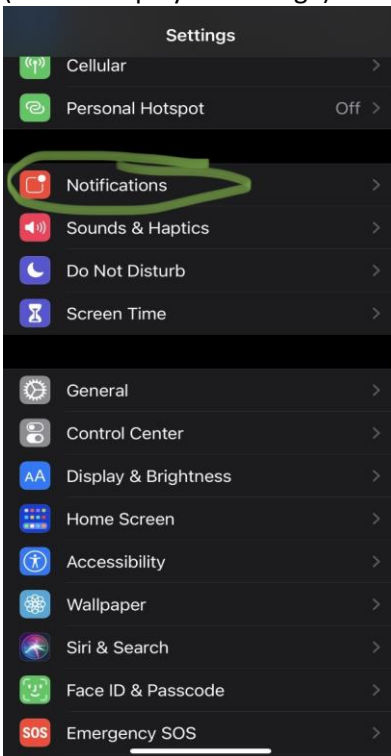 Settings
Cellular
Personal Hotspot Off
Notifications
Sounds & Haptics
Do Not Disturb
Screen Time
General
Control Center
AA Display & Brightness
Home Screen
Accessibility
Wallpaper
Siri & Search
Face ID & Passcode
SOS Emergency SOS